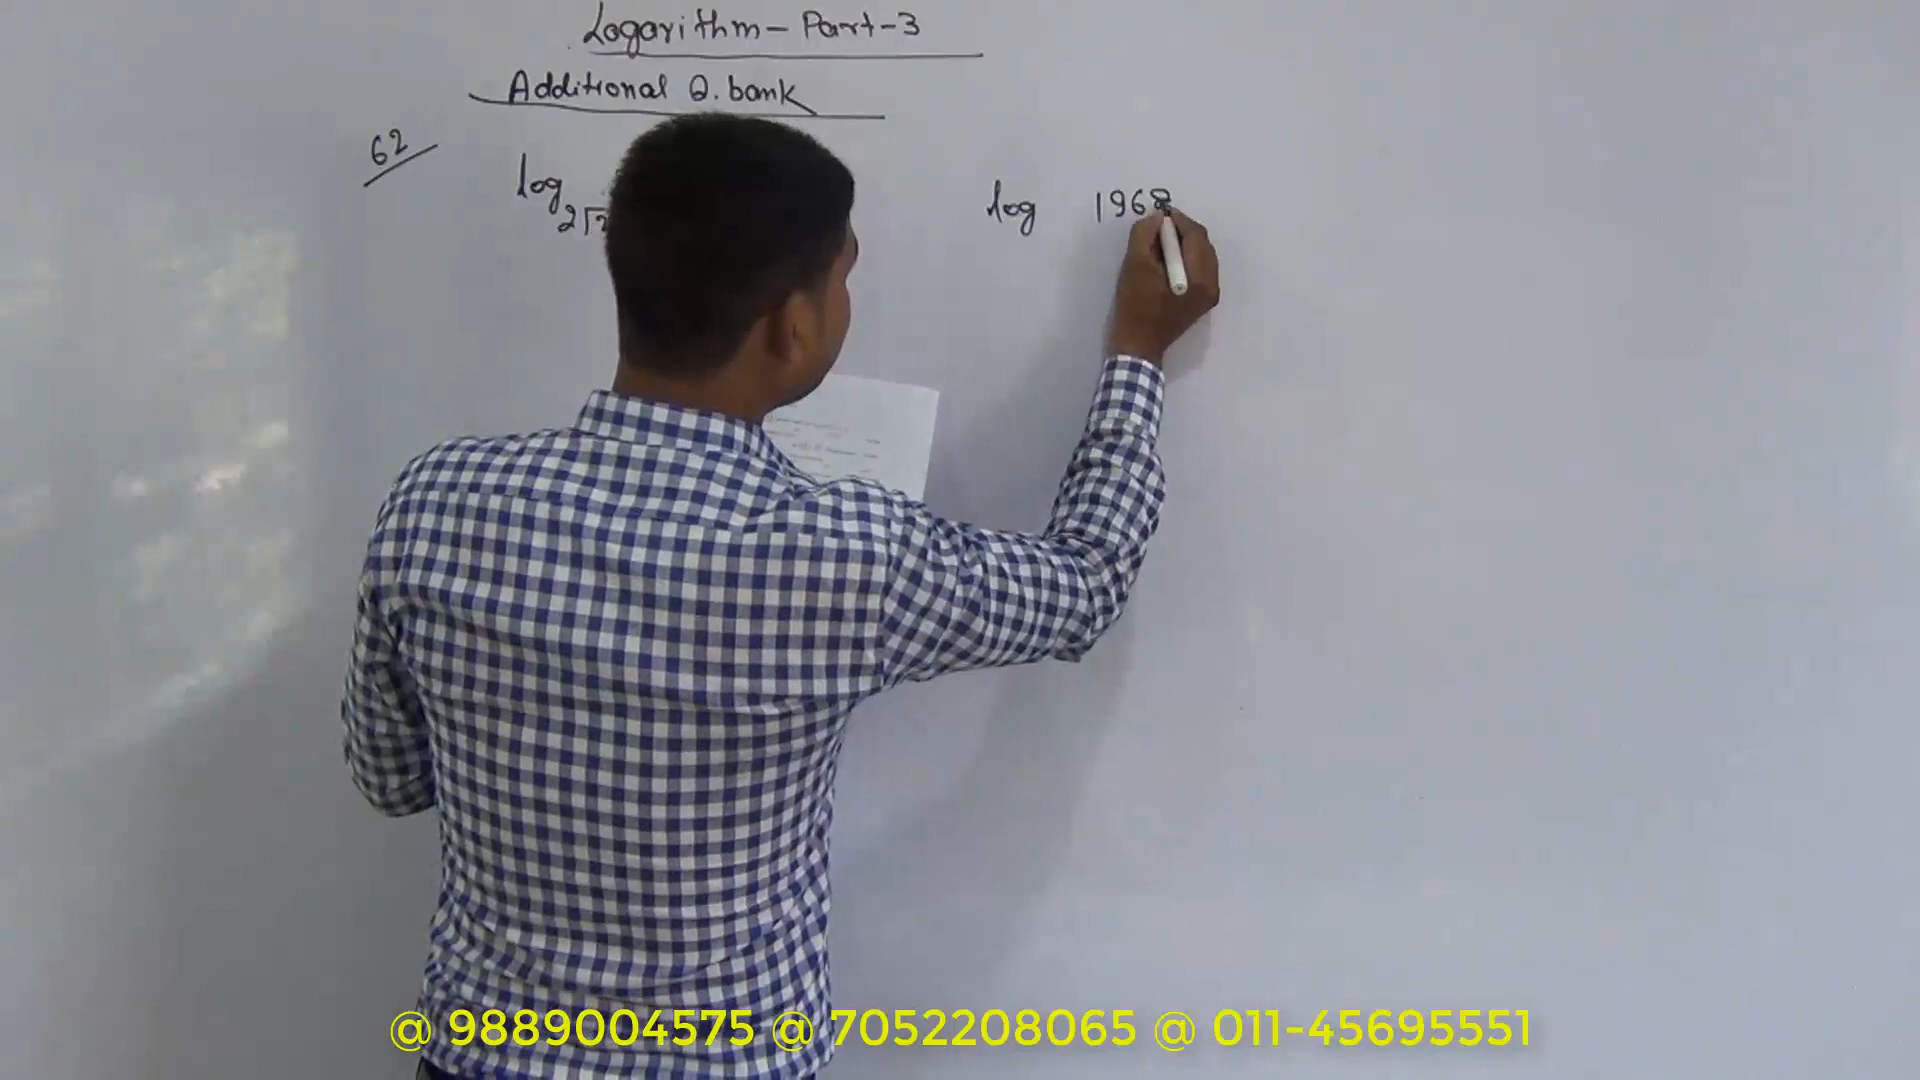 Logarithm - Part-3
Additional Q. bank
62
log 2√2
log 1968
@ 9889004575 @ 7052208065 @ 011-45695551